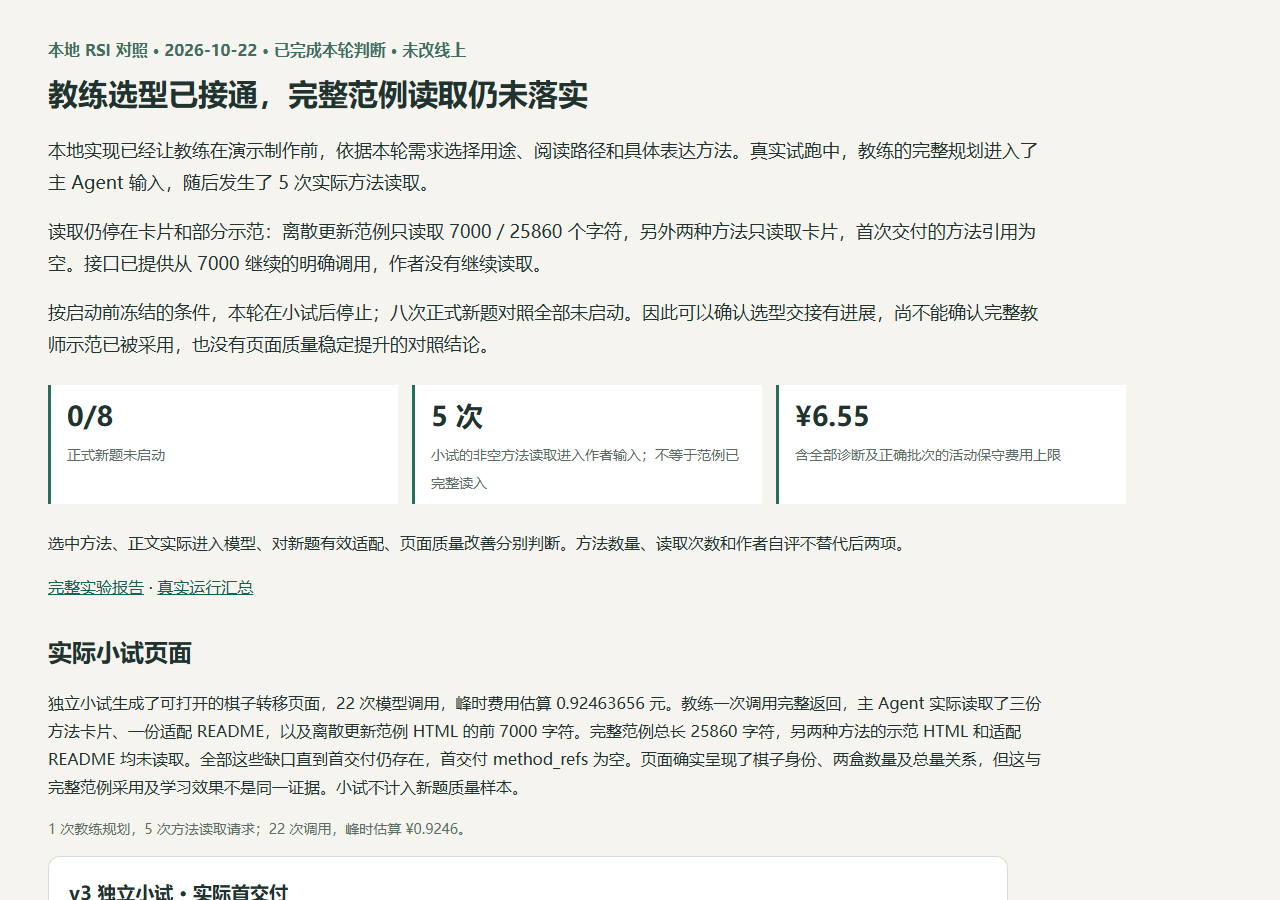 本地 RSI 对照 • 2026-10-22 • 已完成本轮判断 • 未改线上
教练选型已接通，完整范例读取仍未落实
本地实现已经让教练在演示制作前，依据本轮需求选择用途、阅读路径和具体表达方法。真实试跑中，教练的完整规划进入了
主 Agent 输入，随后发生了 5 次实际方法读取。
读取仍停在卡片和部分示范：离散更新范例只读取 7000 / 25860 个字符，另外两种方法只读取卡片，首次交付的方法引用为
空。接口已提供从 7000 继续的明确调用，作者没有继续读取。
按启动前冻结的条件，本轮在小试后停止；八次正式新题对照全部未启动。因此可以确认选型交接有进展，尚不能确认完整教
师示范已被采用，也没有页面质量稳定提升的对照结论。
0/8
正式新题未启动
5 次
小试的非空方法读取进入作者输入；不等于范例已
完整读入
¥6.55
含全部诊断及正确批次的活动保守费用上限
选中方法、正文实际进入模型、对新题有效适配、页面质量改善分别判断。方法数量、读取次数和作者自评不替代后两项。
完整实验报告 · 真实运行汇总
实际小试页面
独立小试生成了可打开的棋子转移页面，22 次模型调用，峰时费用估算 0.92463656 元。教练一次调用完整返回，主 Agent 实际读取了三份
方法卡片、一份适配 README，以及离散更新范例 HTML 的前 7000 字符。完整范例总长 25860 字符，另两种方法的示范 HTML 和适配
README 均未读取。全部这些缺口直到首交付仍存在，首交付 method_refs 为空。页面确实呈现了棋子身份、两盒数量及总量关系，但这与
完整范例采用及学习效果不是同一证据。小试不计入新题质量样本。
1 次教练规划，5 次方法读取请求；22 次调用，峰时估算 ¥0.9246。
v3 独立小试 • 实际首交付